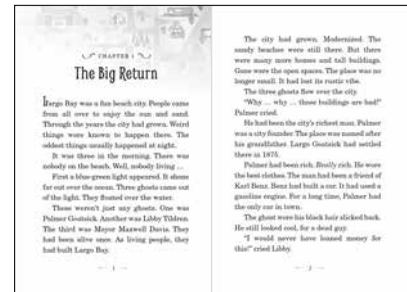 CHAPTER 1
The Big Return
Largo Bay was a fun beach city. People came
from all over to enjoy the sun and sand.
Through the years the city had grown. Weird
things were known to happen there. The
oddest things usually happened at night.
It was three in the morning. There was
nobody on the beach. Well, nobody living ...
First a blue-green light appeared. It shone
far out over the ocean. Three ghosts came out
of the light. They floated over the water.
These weren't just any ghosts. One was
Palmer Goatsick. Another was Libby Tildren.
The third was Mayor Maxwell Davis. They
had been alive once. As living people, they
had built Largo Bay.
1
The city had grown. Modernized. The
sandy beaches were still there. But there
were many more homes and tall buildings.
Gone were the open spaces. The place was no
longer small. It had lost its rustic vibe.
The three ghosts flew over the city.
"Why ... why ... those buildings are bad!"
Palmer cried.
He had been the city's richest man. Palmer
was a city founder. The place was named after
his grandfather. Largo Goatsick had settled
there in 1875.
Palmer had been rich. Really rich. He wore
the best clothes. The man had been a friend of
Karl Benz. Benz had built a car. It had used a
gasoline engine. For a long time, Palmer had
the only car in town.
The ghost wore his black hair slicked back.
He still looked cool, for a dead guy.
"I would never have loaned money for
this!" cried Libby.
2